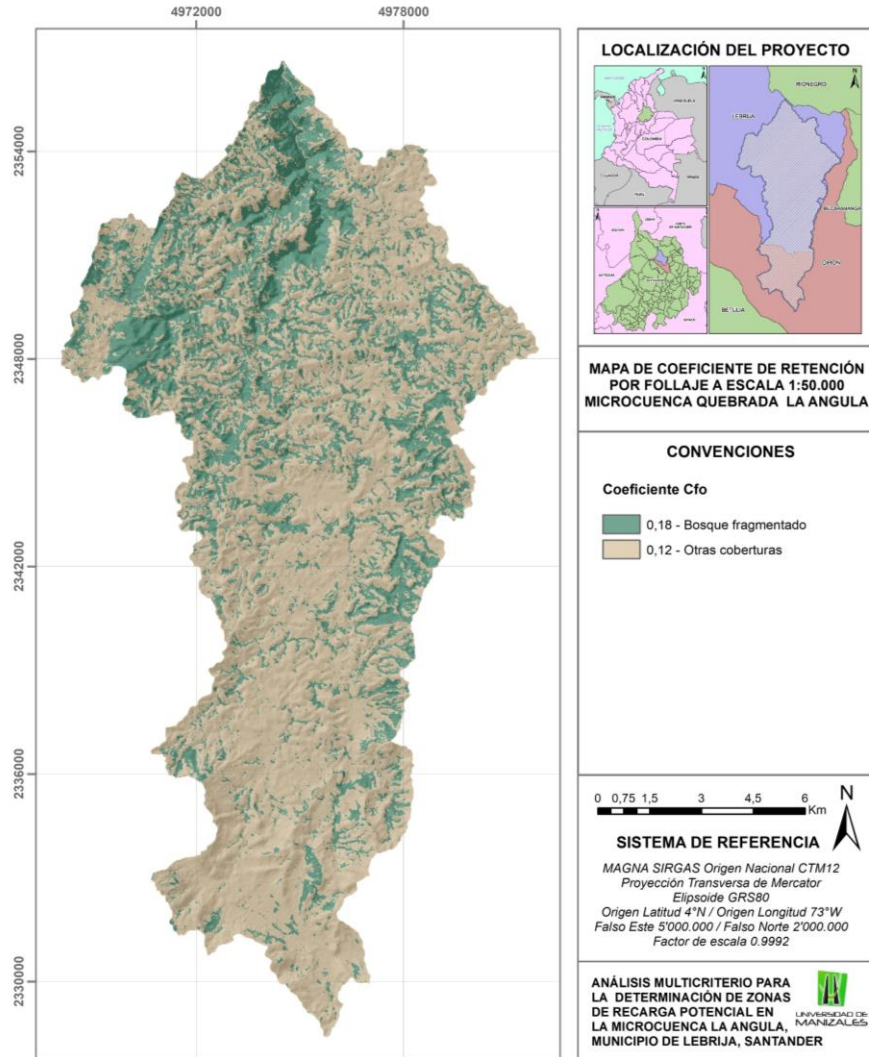 4972000
4978000
2354000
2348000
2342000
2336000
2330000
LOCALIZACIÓN DEL PROYECTO
N
COLOMBIA
PERÚ
N
RIONEGRO
LEBRIJA
GIRÓN
BETULIA
MAPA DE COEFICIENTE DE RETENCIÓN
POR FOLLAJE A ESCALA 1:50.000
MICROCUENCA QUEBRADA LA ANGULA
CONVENCIONES
Coeficiente Cfo
0,18 - Bosque fragmentado
0,12 - Otras coberturas
0 0,75 1,5 3 4,5 6
Km
N
SISTEMA DE REFERENCIA
MAGNA SIRGAS Origen Nacional CTM12
Proyección Transversa de Mercator
Elipsoide GRS80
Origen Latitud 4°N / Origen Longitud 73°W
Falso Este 5'000.000 / Falso Norte 2'000.000
Factor de escala 0.9992
ANÁLISIS MULTICRITERIO PARA
LA DETERMINACIÓN DE ZONAS
DE RECARGA POTENCIAL EN
LA MICROCUENCA LA ANGULA,
MUNICIPIO DE LEBRIJA, SANTANDER
UNIVERSIDAD DE
MANIZALES